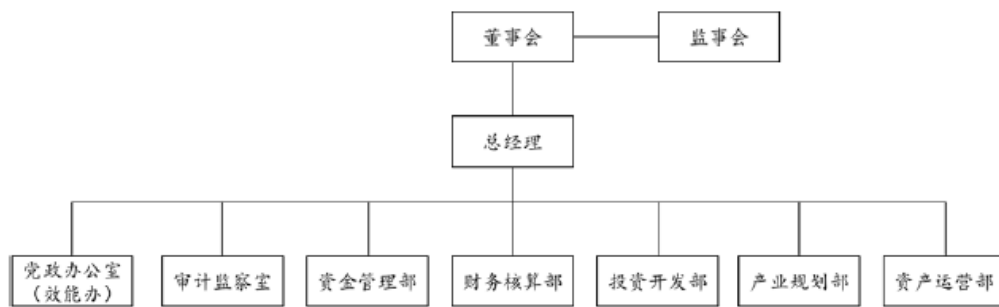 董事会
监事会
总经理
党政办公室
（效能办）
审计监察室
资金管理部
财务核算部
投资开发部
产业规划部
资产运营部